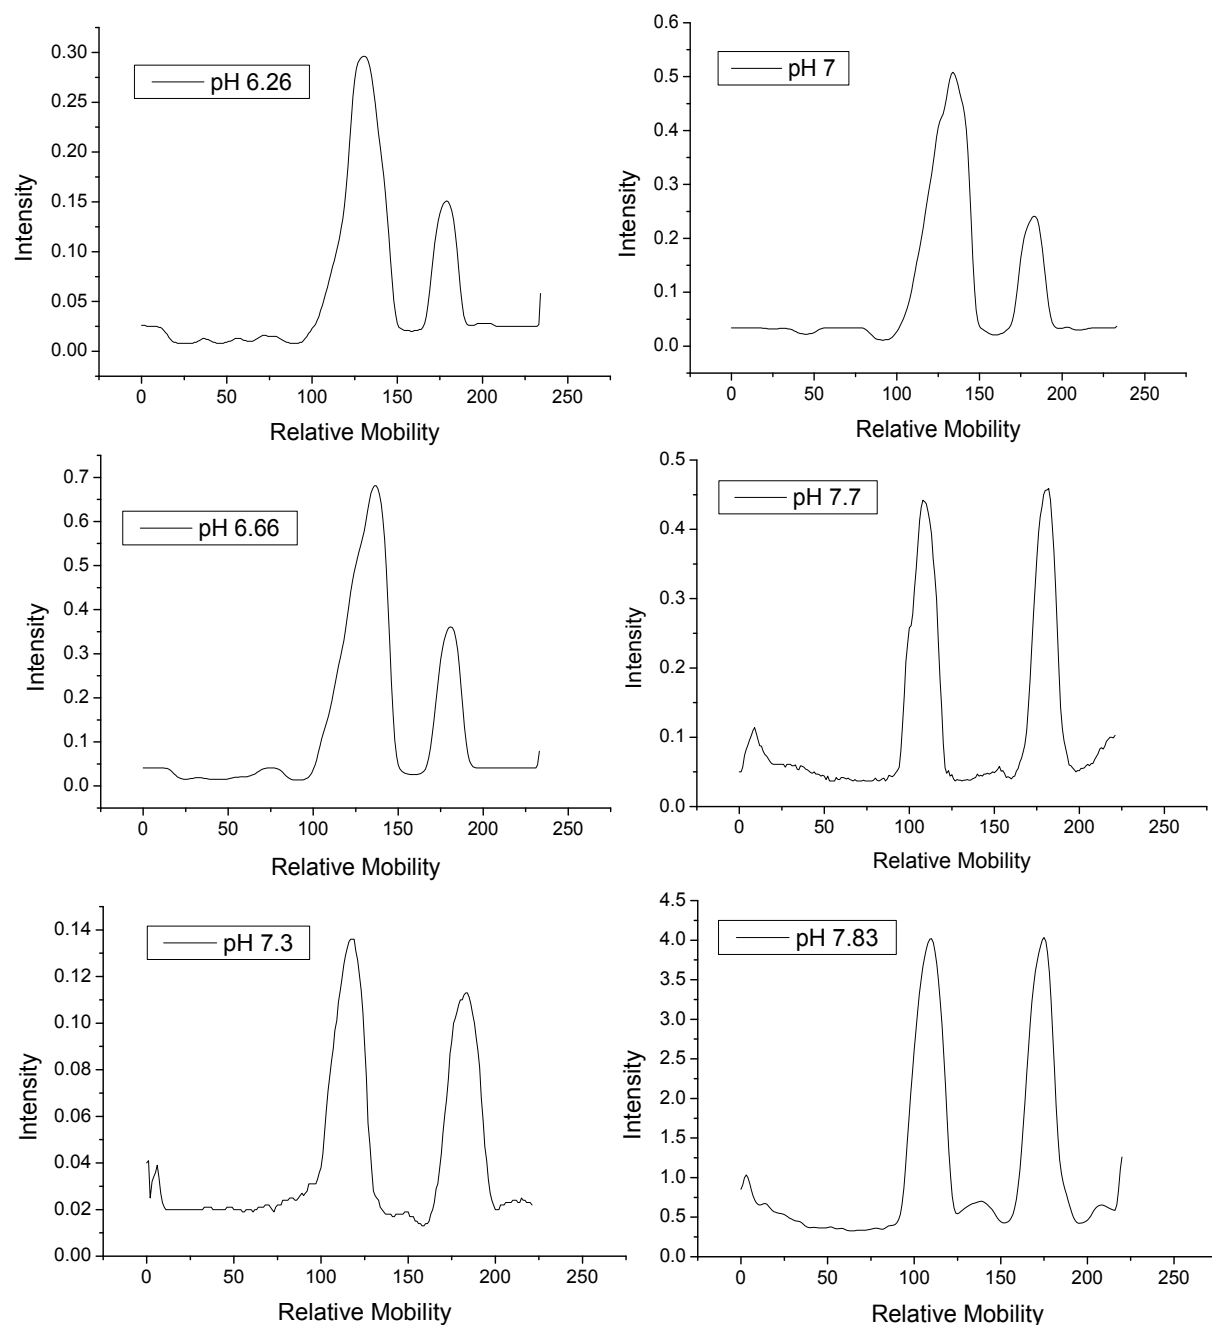 pH 6.26
0.30
0.25
0.20
0.15
0.10
0.05
0.00
Intensity
0 50 100 150 200 250
Relative Mobility
pH 7
0.6
0.5
0.4
0.3
0.2
0.1
0.0
Intensity
0 50 100 150 200 250
Relative Mobility
pH 6.66
0.7
0.6
0.5
0.4
0.3
0.2
0.1
0.0
Intensity
0 50 100 150 200 250
Relative Mobility
pH 7.7
0.5
0.4
0.3
0.2
0.1
0.0
Intensity
0 50 100 150 200 250
Relative Mobility
pH 7.3
0.14
0.12
0.10
0.08
0.06
0.04
0.02
0.00
Intensity
0 50 100 150 200 250
Relative Mobility
pH 7.83
4.5
4.0
3.5
3.0
2.5
2.0
1.5
1.0
0.5
0.0
Intensity
0 50 100 150 200 250
Relative Mobility